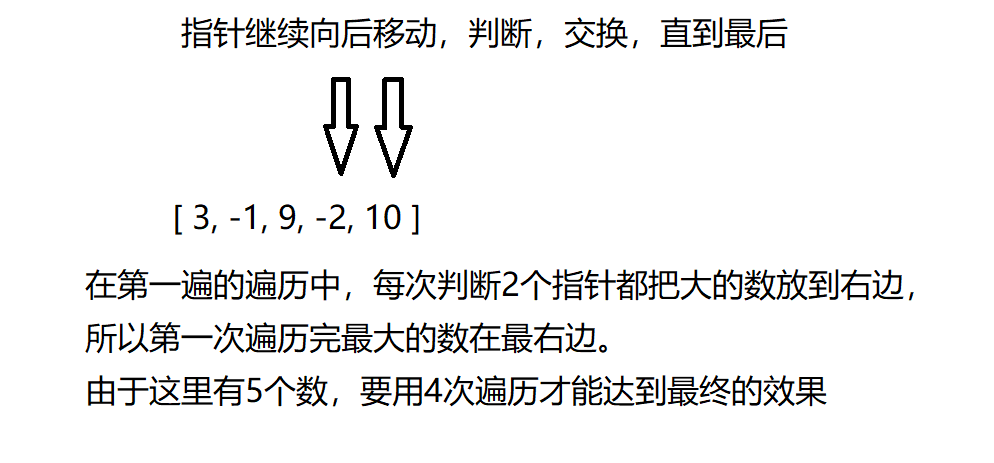 指针继续向后移动，判断，交换，直到最后
[ 3, -1, 9, -2, 10 ]
在第一遍的遍历中，每次判断2个指针都把大的数放到右边，
所以第一次遍历完最大的数在最右边。
由于这里有5个数，要用4次遍历才能达到最终的效果